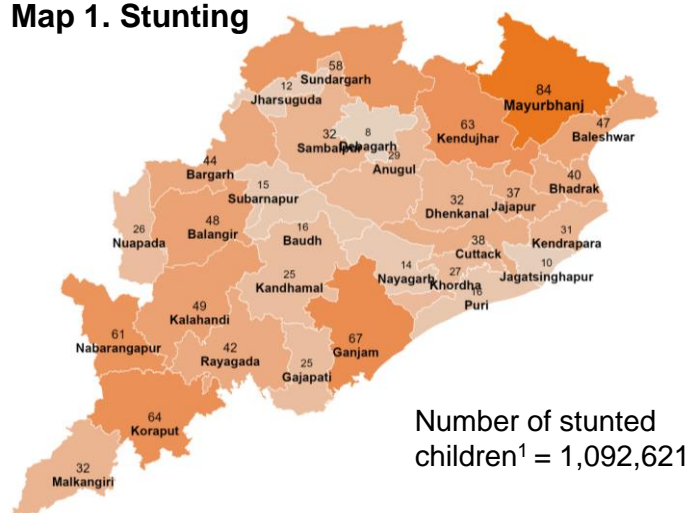 Map 1. Stunting
58
Sundargarh
12
Jharsuguda
84
Mayurbhanj
63
Kendujhar
47
Baleshwar
32
Sambalpur
8
Debagarh
29
Anugul
44
Bargarh
15
Subarnapur
40
Bhadrak
37
Jajapur
32
Dhenkanal
26
Nuapada
48
Balangir
16
Baudh
38
Cuttack
31
Kendrapara
25
Kandhamal
14
Nayagarh
27
Khordha
10
Jagatsinghapur
16
Puri
49
Kalahandi
61
Nabarangapur
42
Rayagada
25
Gajapati
67
Ganjam
64
Koraput
32
Malkangiri
Number of stunted
children¹ = 1,092,621